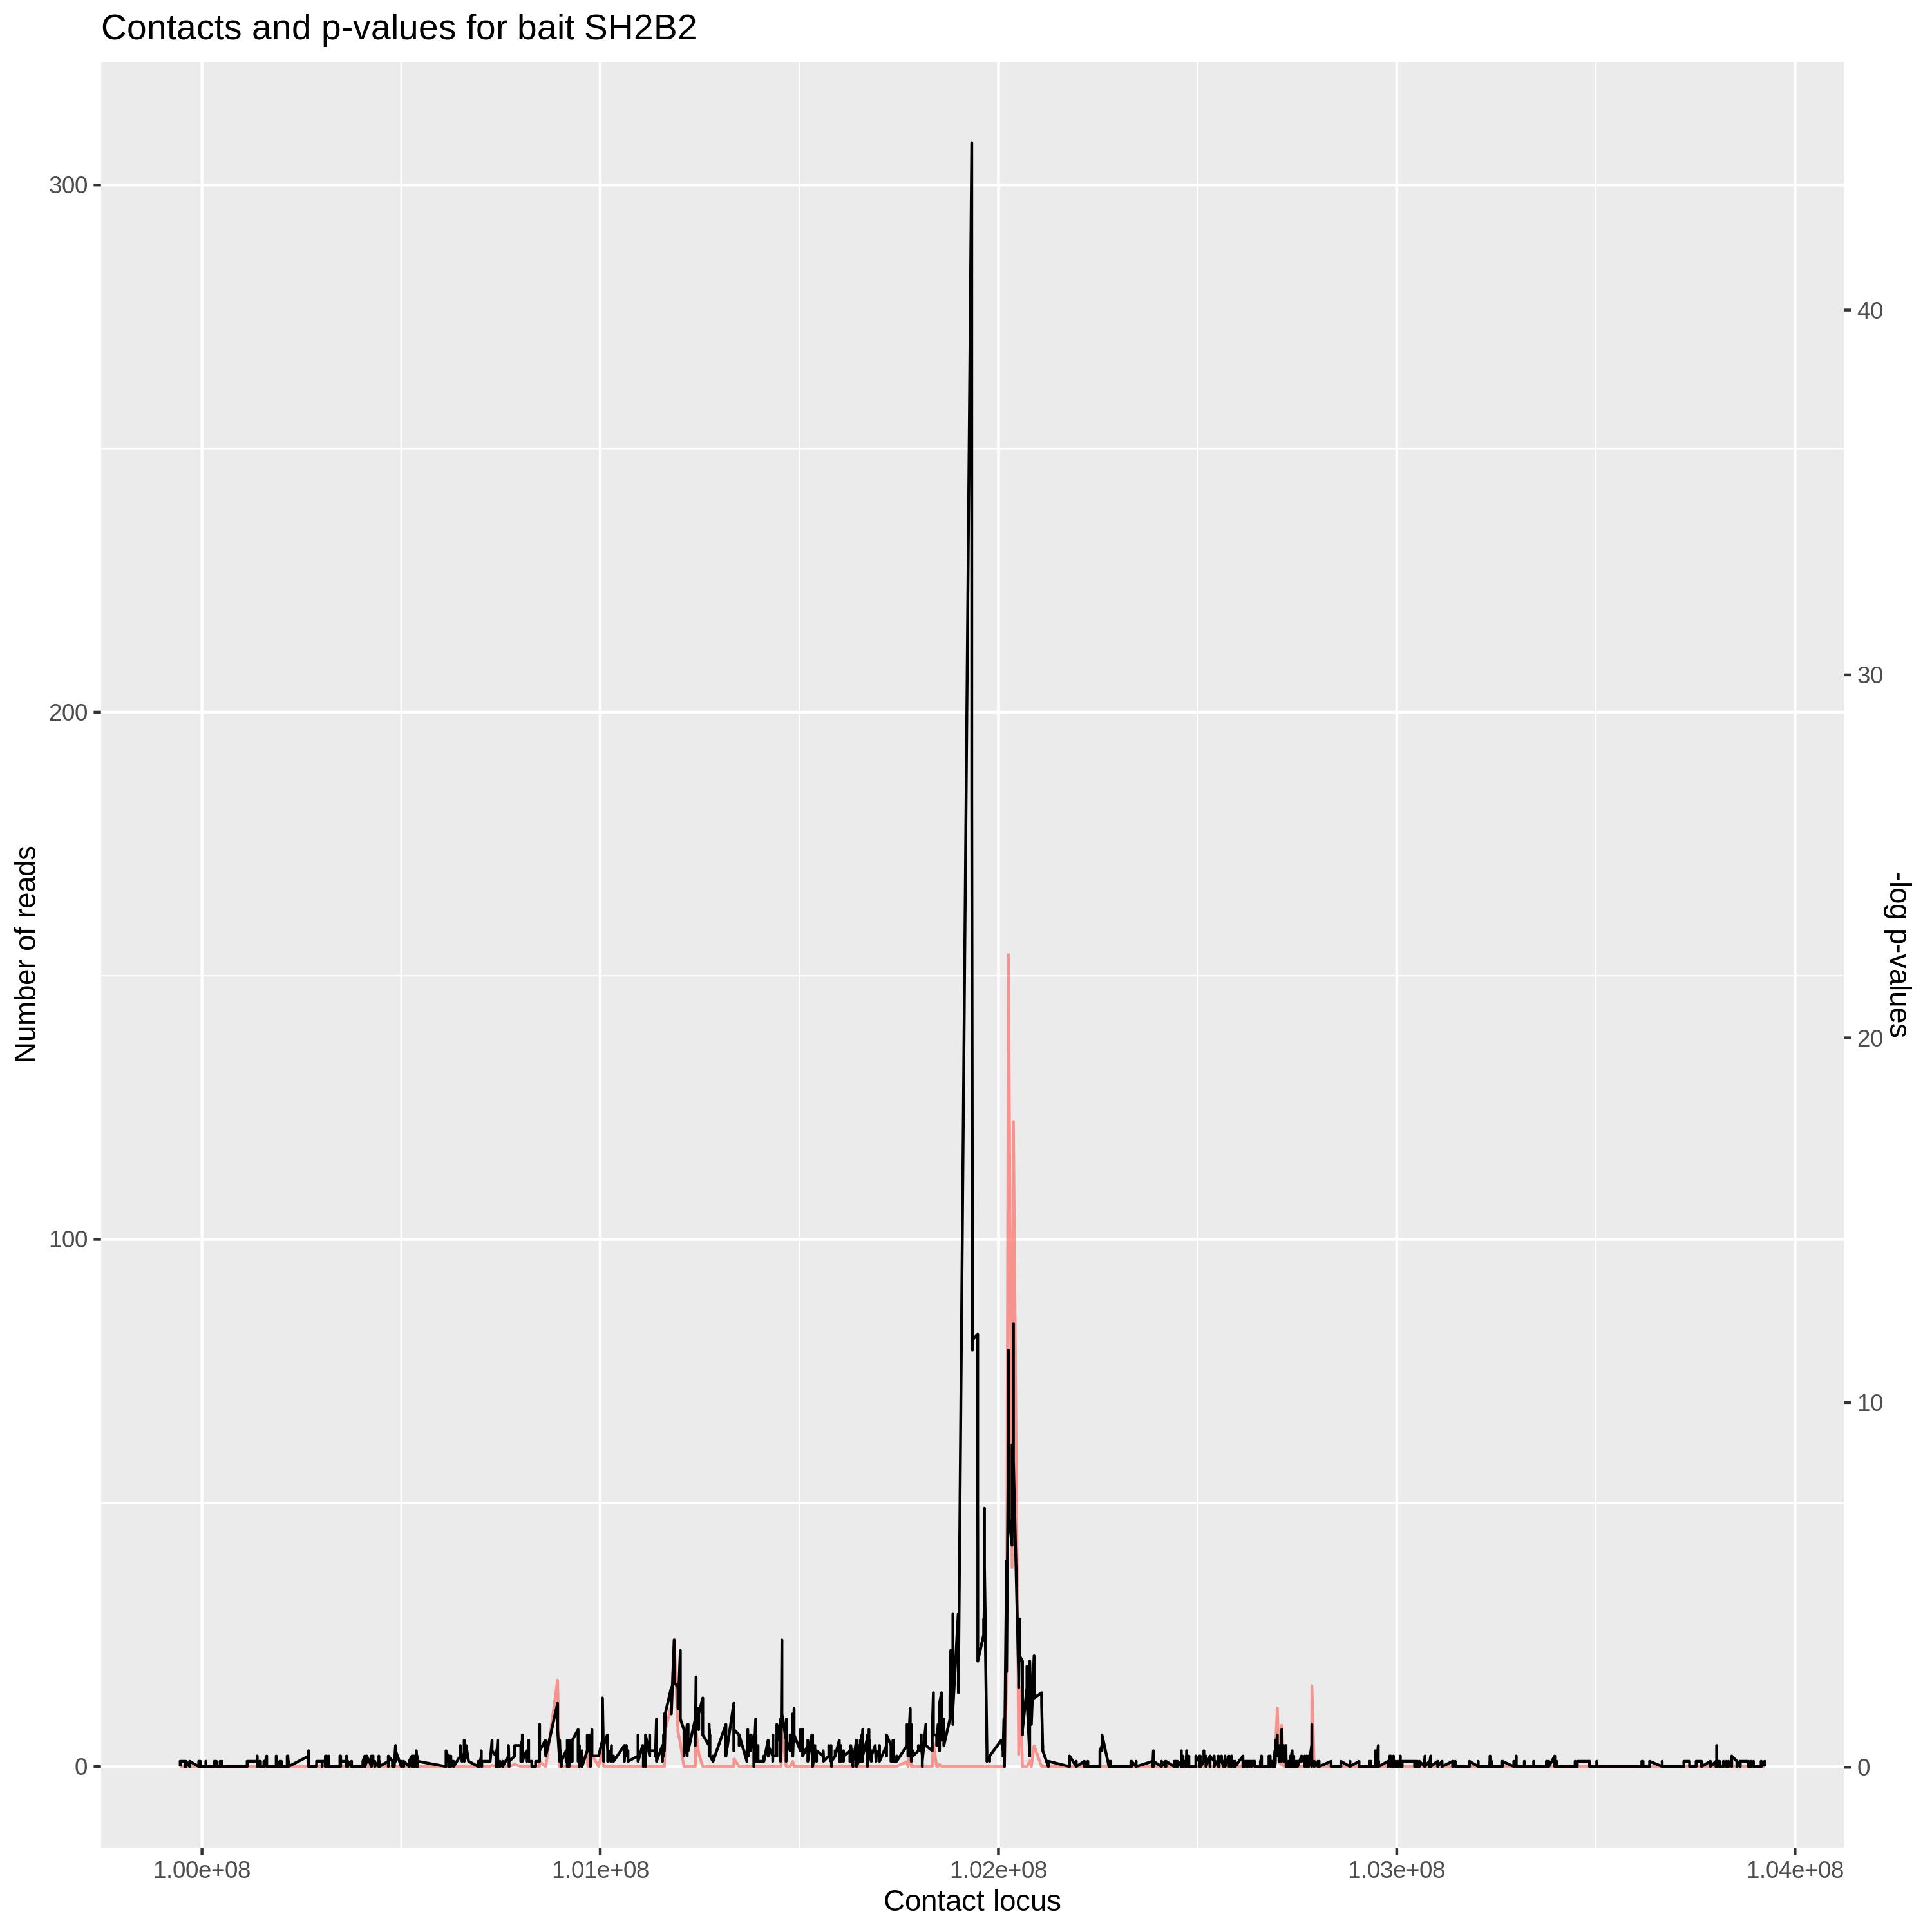 Contacts and p-values for bait SH2B2
300
200
100
0
Number of reads
40
30
20
10
0
-log p-values
1.00e+08
1.01e+08
1.02e+08
1.03e+08
1.04e+08
Contact locus